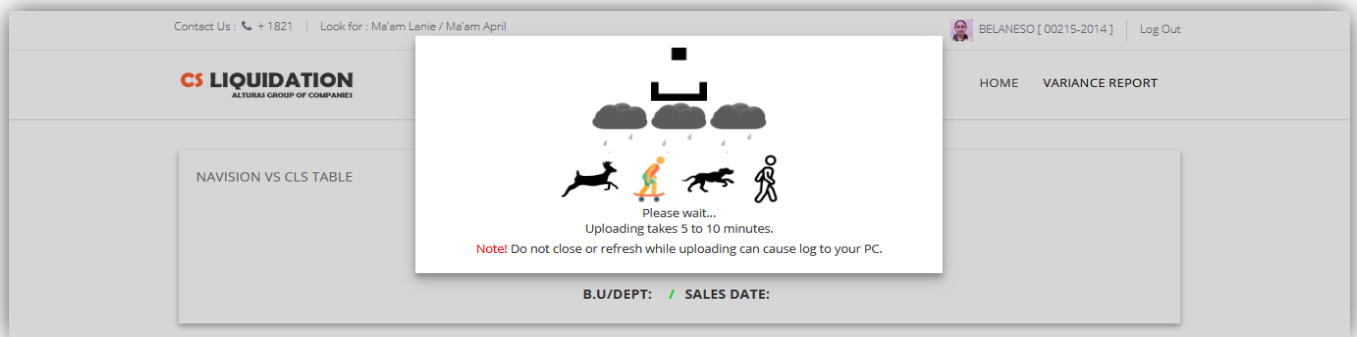 Contact Us : + 1821 Look for : Ma'am Lanie / Ma'am April
BELANESO [ 00215-2014 ] Log Out
CS LIQUIDATION
ALTURAS GROUP OF COMPANIES
HOME VARIANCE REPORT
NAVISION VS CLS TABLE
Please wait...
Uploading takes 5 to 10 minutes.
Note! Do not close or refresh while uploading can cause log to your PC.
B.U/DEPT: / SALES DATE: